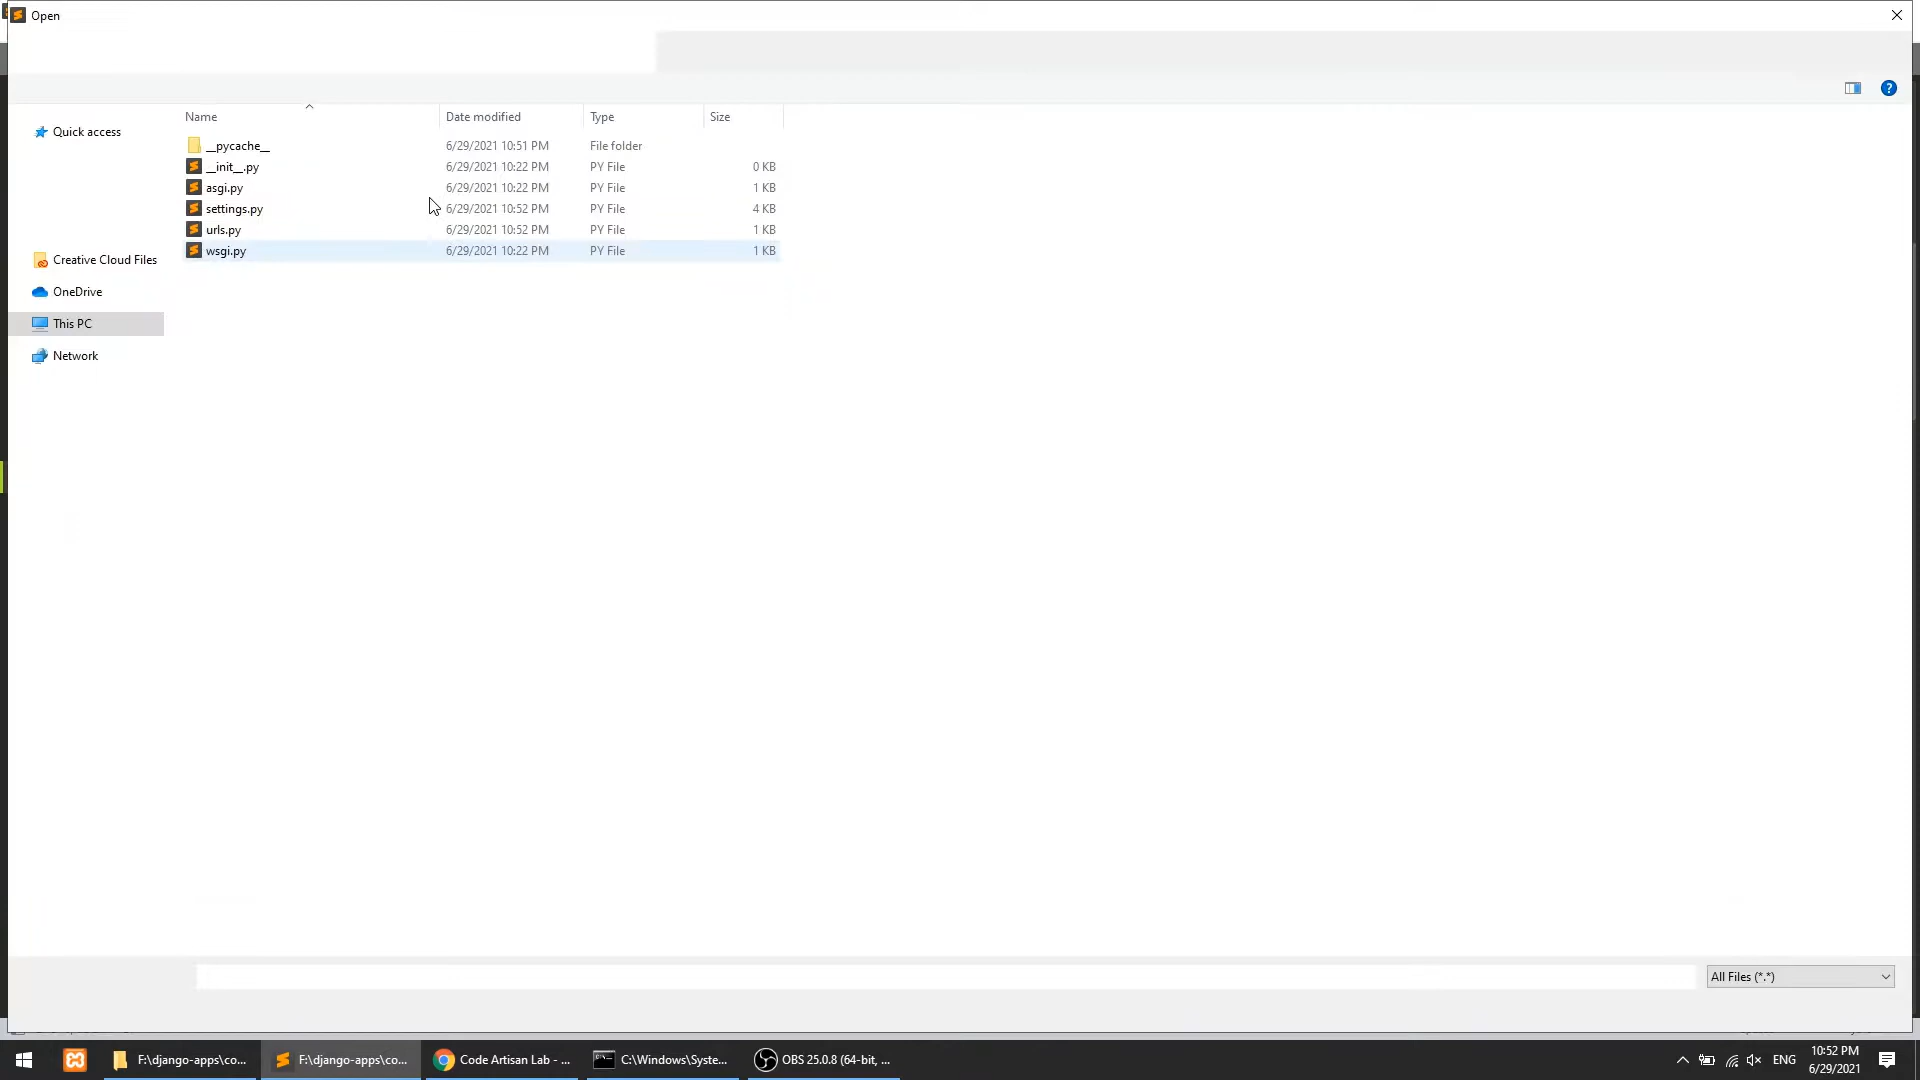 Open
?
Name Date modified Type Size
Quick access
__pycache__ 6/29/2021 10:51 PM File folder
__init__.py 6/29/2021 10:22 PM PY File 0 KB
asgi.py 6/29/2021 10:22 PM PY File 1 KB
settings.py 6/29/2021 10:52 PM PY File 4 KB
urls.py 6/29/2021 10:52 PM PY File 1 KB
wsgi.py 6/29/2021 10:22 PM PY File 1 KB
Creative Cloud Files
OneDrive
This PC
Network
All Files (*.*)
F:\django-apps\co... F:\django-apps\co... Code Artisan Lab - ... C:\Windows\Syste... OBS 25.0.8 (64-bit, ... ENG 10:52 PM
6/29/2021